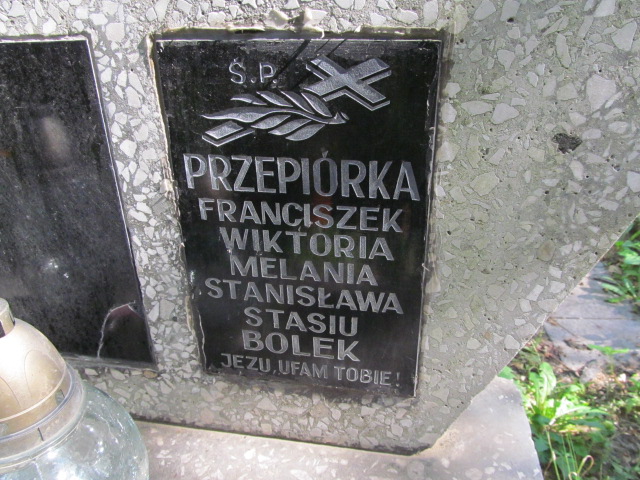 Ś.P.
PRZEPIÓRKA
FRANCISZEK
WIKTORIA
MELANIA
STANISŁAWA
STASIU
BOLEK
JEZU, UFAM TOBIE!